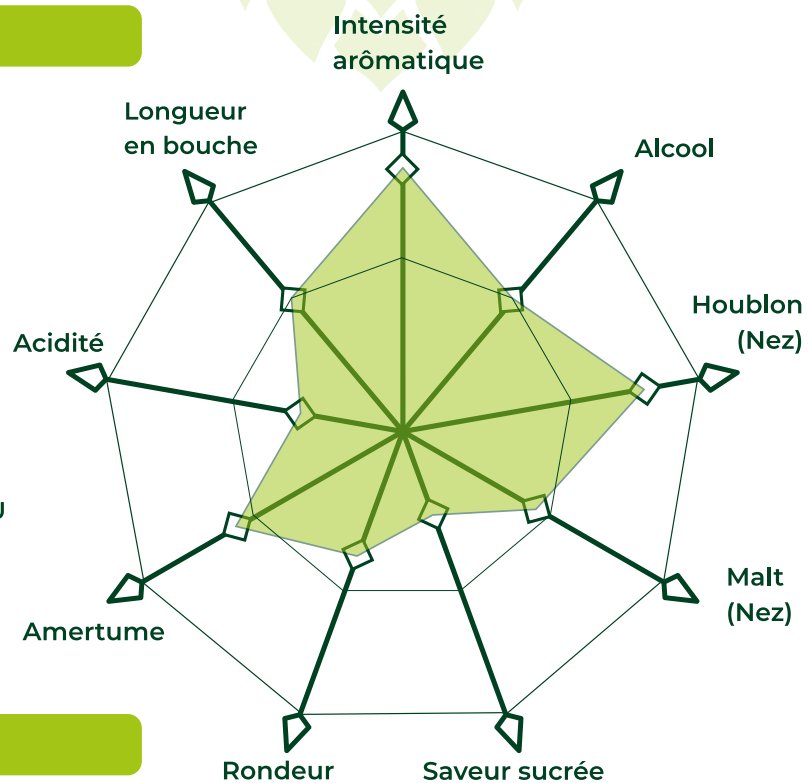 Intensité
arômatique
Longueur
en bouche
Alcool
Houblon
(Nez)
Acidité
Malt
(Nez)
Amertume
Rondeur
Saveur sucrée